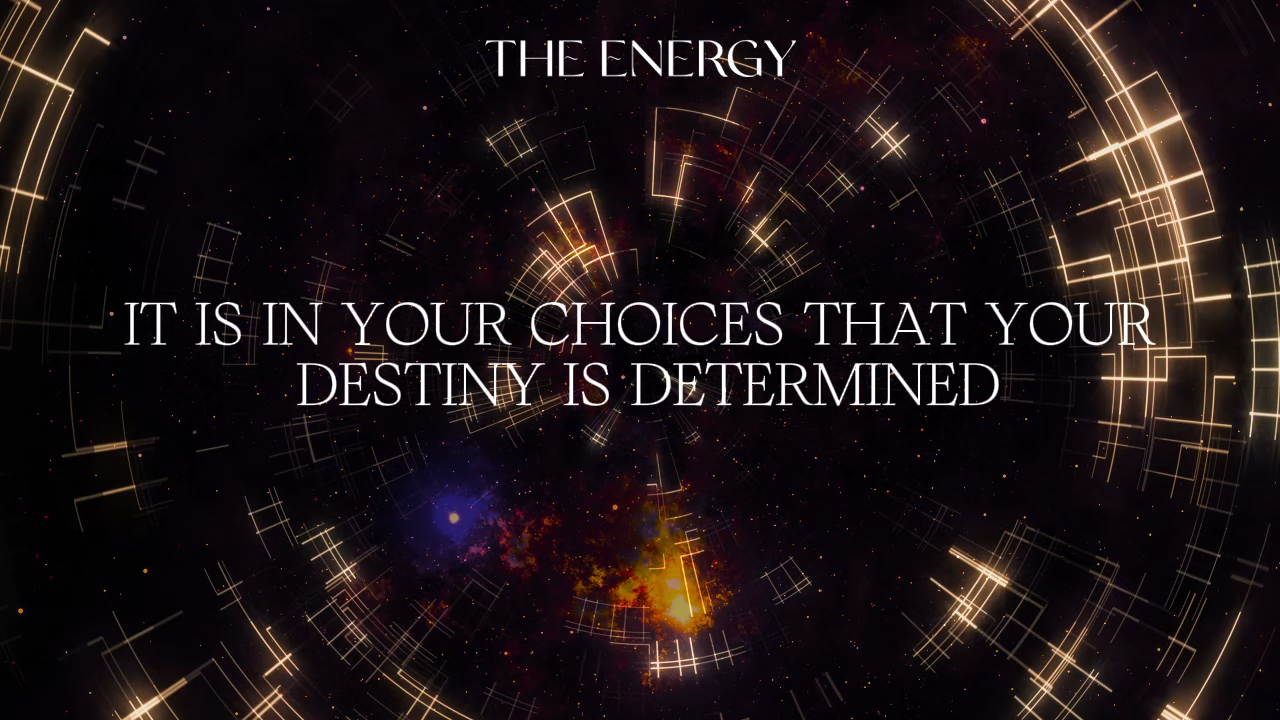 THE ENERGY
IT IS IN YOUR CHOICES THAT YOUR
DESTINY IS DETERMINED